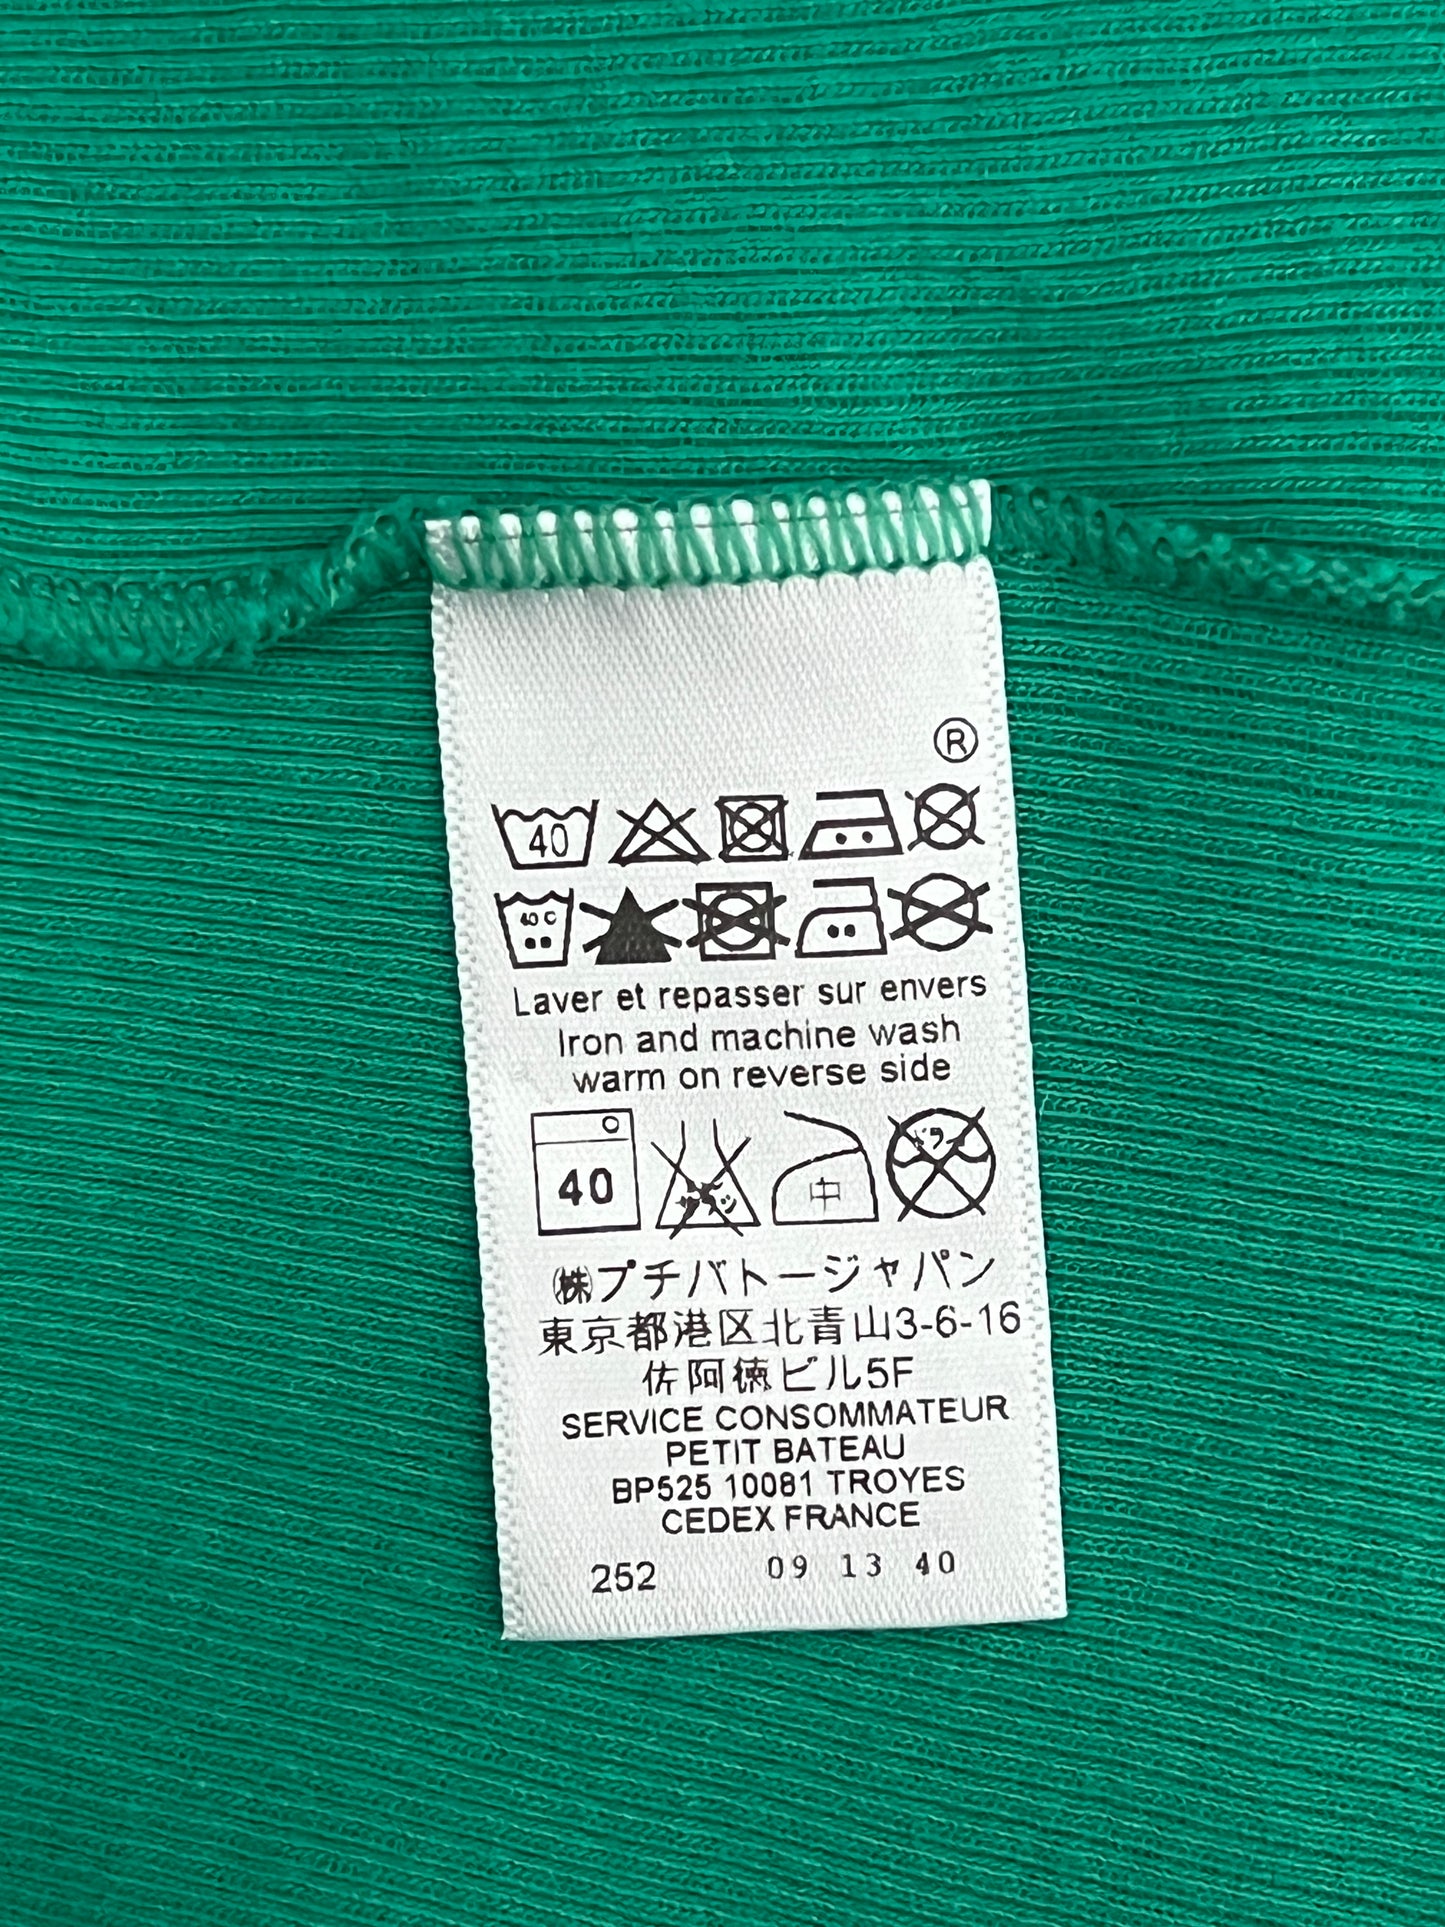 ®
40
40 C
Laver et repasser sur envers
Iron and machine wash
warm on reverse side
40 中 ドライ
㈱プチバトージャパン
東京都港区北青山3-6-16
佐阿徳ビル5F
SERVICE CONSOMMATEUR
PETIT BATEAU
BP525 10081 TROYES
CEDEX FRANCE
252 09 13 40